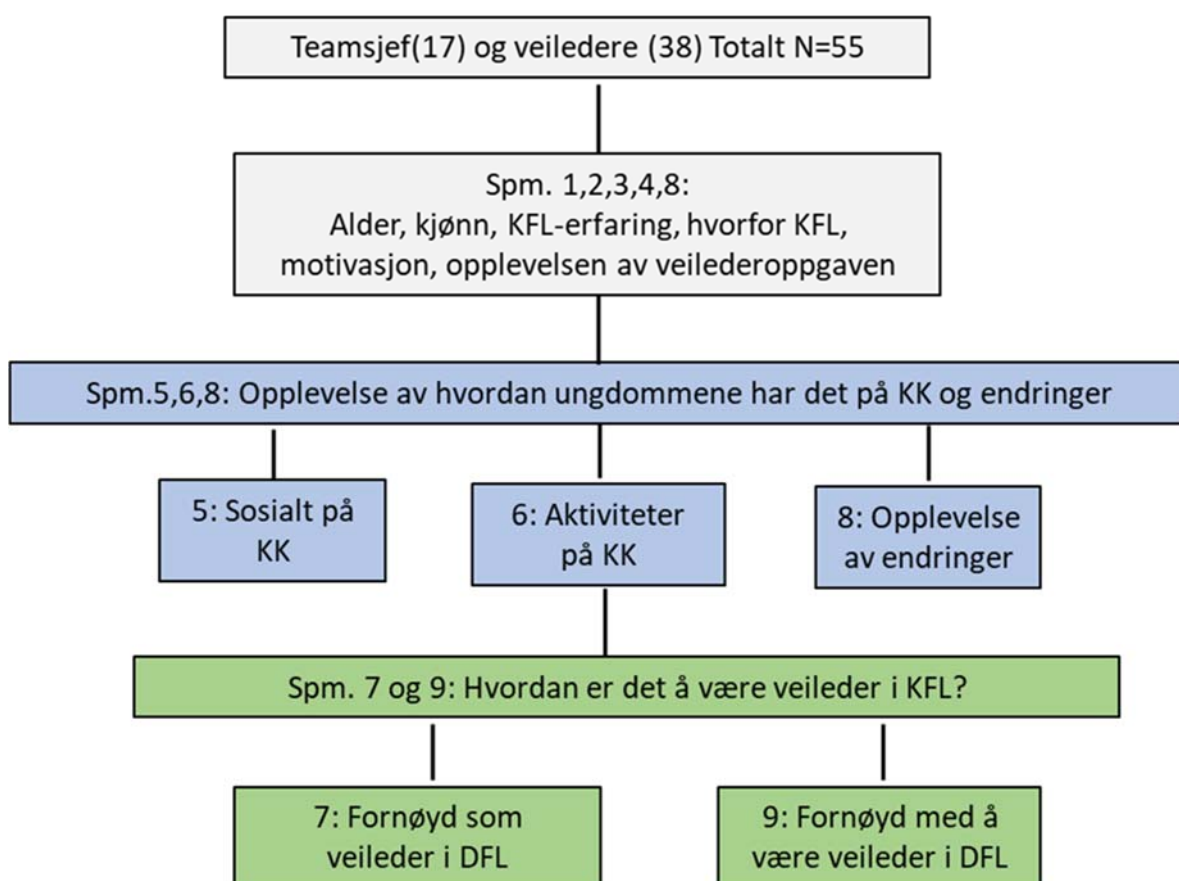 Teamsjef(17) og veiledere (38) Totalt N=55
Spm. 1,2,3,4,8:
Alder, kjønn, KFL-erfaring, hvorfor KFL,
motivasjon, opplevelsen av veilederoppgaven
Spm.5,6,8: Opplevelse av hvordan ungdommene har det på KK og endringer
5: Sosialt på
KK
6: Aktiviteter
på KK
8: Opplevelse
av endringer
Spm. 7 og 9: Hvordan er det å være veileder i KFL?
7: Fornøyd som
veileder i DFL
9: Fornøyd med å
være veileder i DFL